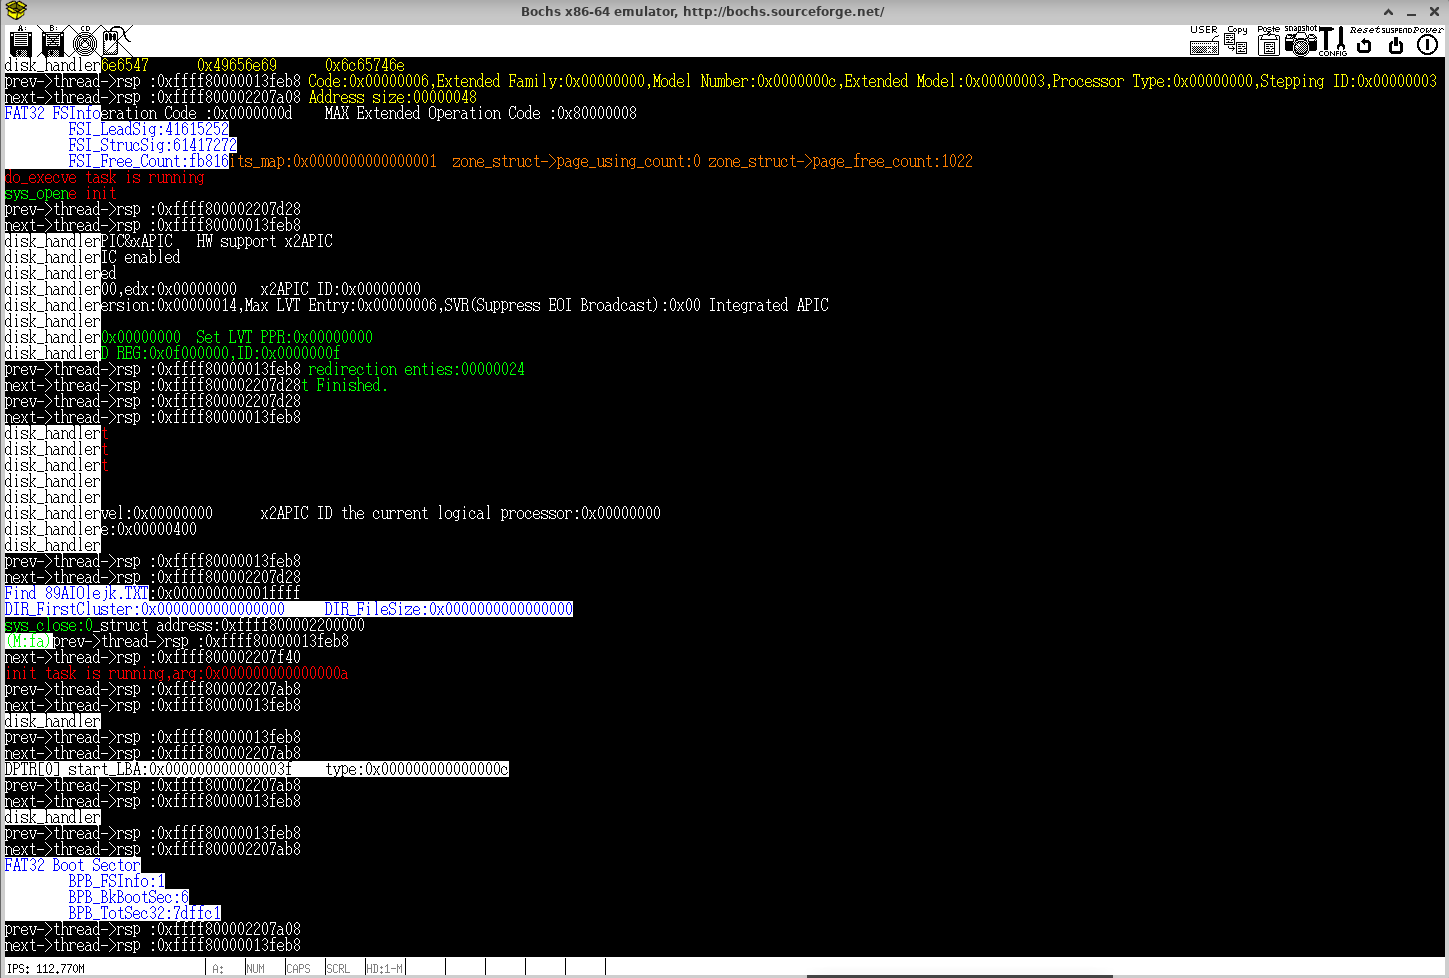 Bochs x86-64 emulator, http://bochs.sourceforge.net/
A: B: CD USER Copy Paste snapshot CONFIG Reset SUSPEND Power
disk_handler6e6547      0x49656e69      0x6c65746e
prev->thread->rsp :0xffff80000013feb8 Code:0x00000006,Extended Family:0x00000000,Model Number:0x0000000c,Extended Model:0x00000003,Processor Type:0x00000000,Stepping ID:0x00000003
next->thread->rsp :0xffff800002207a08 Address size:00000048
FAT32 FSInfoeration Code :0x0000000d    MAX Extended Operation Code :0x80000008
FSI_LeadSig:41615252
FSI_StrucSig:61417272
FSI_Free_Count:fb816its_map:0x0000000000000001  zone_struct->page_using_count:0 zone_struct->page_free_count:1022
do_execve task is running
sys_opene init
prev->thread->rsp :0xffff800002207d28
next->thread->rsp :0xffff80000013feb8
disk_handlerPIC&xAPIC   HW support x2APIC
disk_handlerIC enabled
disk_handlered
disk_handler00,edx:0x00000000   x2APIC ID:0x00000000
disk_handlerersion:0x00000014,Max LVT Entry:0x00000006,SVR(Suppress EOI Broadcast):0x00 Integrated APIC
disk_handler
disk_handler0x00000000  Set LVT PPR:0x00000000
disk_handlerD REG:0x0f000000,ID:0x0000000f
prev->thread->rsp :0xffff80000013feb8 redirection enties:00000024
next->thread->rsp :0xffff800002207d28t Finished.
prev->thread->rsp :0xffff800002207d28
next->thread->rsp :0xffff80000013feb8
disk_handlert
disk_handlert
disk_handlert
disk_handler
disk_handler
disk_handlervel:0x00000000      x2APIC ID the current logical processor:0x00000000
disk_handlere:0x00000400
disk_handler
prev->thread->rsp :0xffff80000013feb8
next->thread->rsp :0xffff800002207d28
Find 89AIOlejk.TXT:0x000000000001ffff
DIR_FirstCluster:0x0000000000000000     DIR_FileSize:0x0000000000000000
sys_close:0_struct address:0xffff800002200000
(M:fa)prev->thread->rsp :0xffff80000013feb8
next->thread->rsp :0xffff800002207f40
init task is running,arg:0x000000000000000a
prev->thread->rsp :0xffff800002207ab8
next->thread->rsp :0xffff80000013feb8
disk_handler
prev->thread->rsp :0xffff80000013feb8
next->thread->rsp :0xffff800002207ab8
DPTR[0] start_LBA:0x000000000000003f    type:0x000000000000000c
prev->thread->rsp :0xffff800002207ab8
next->thread->rsp :0xffff80000013feb8
disk_handler
prev->thread->rsp :0xffff80000013feb8
next->thread->rsp :0xffff800002207ab8
FAT32 Boot Sector
BPB_FSInfo:1
BPB_BkBootSec:6
BPB_TotSec32:7dffc1
prev->thread->rsp :0xffff800002207a08
next->thread->rsp :0xffff80000013feb8
IPS: 112.770M A: NUM CAPS SCRL HD:1-M